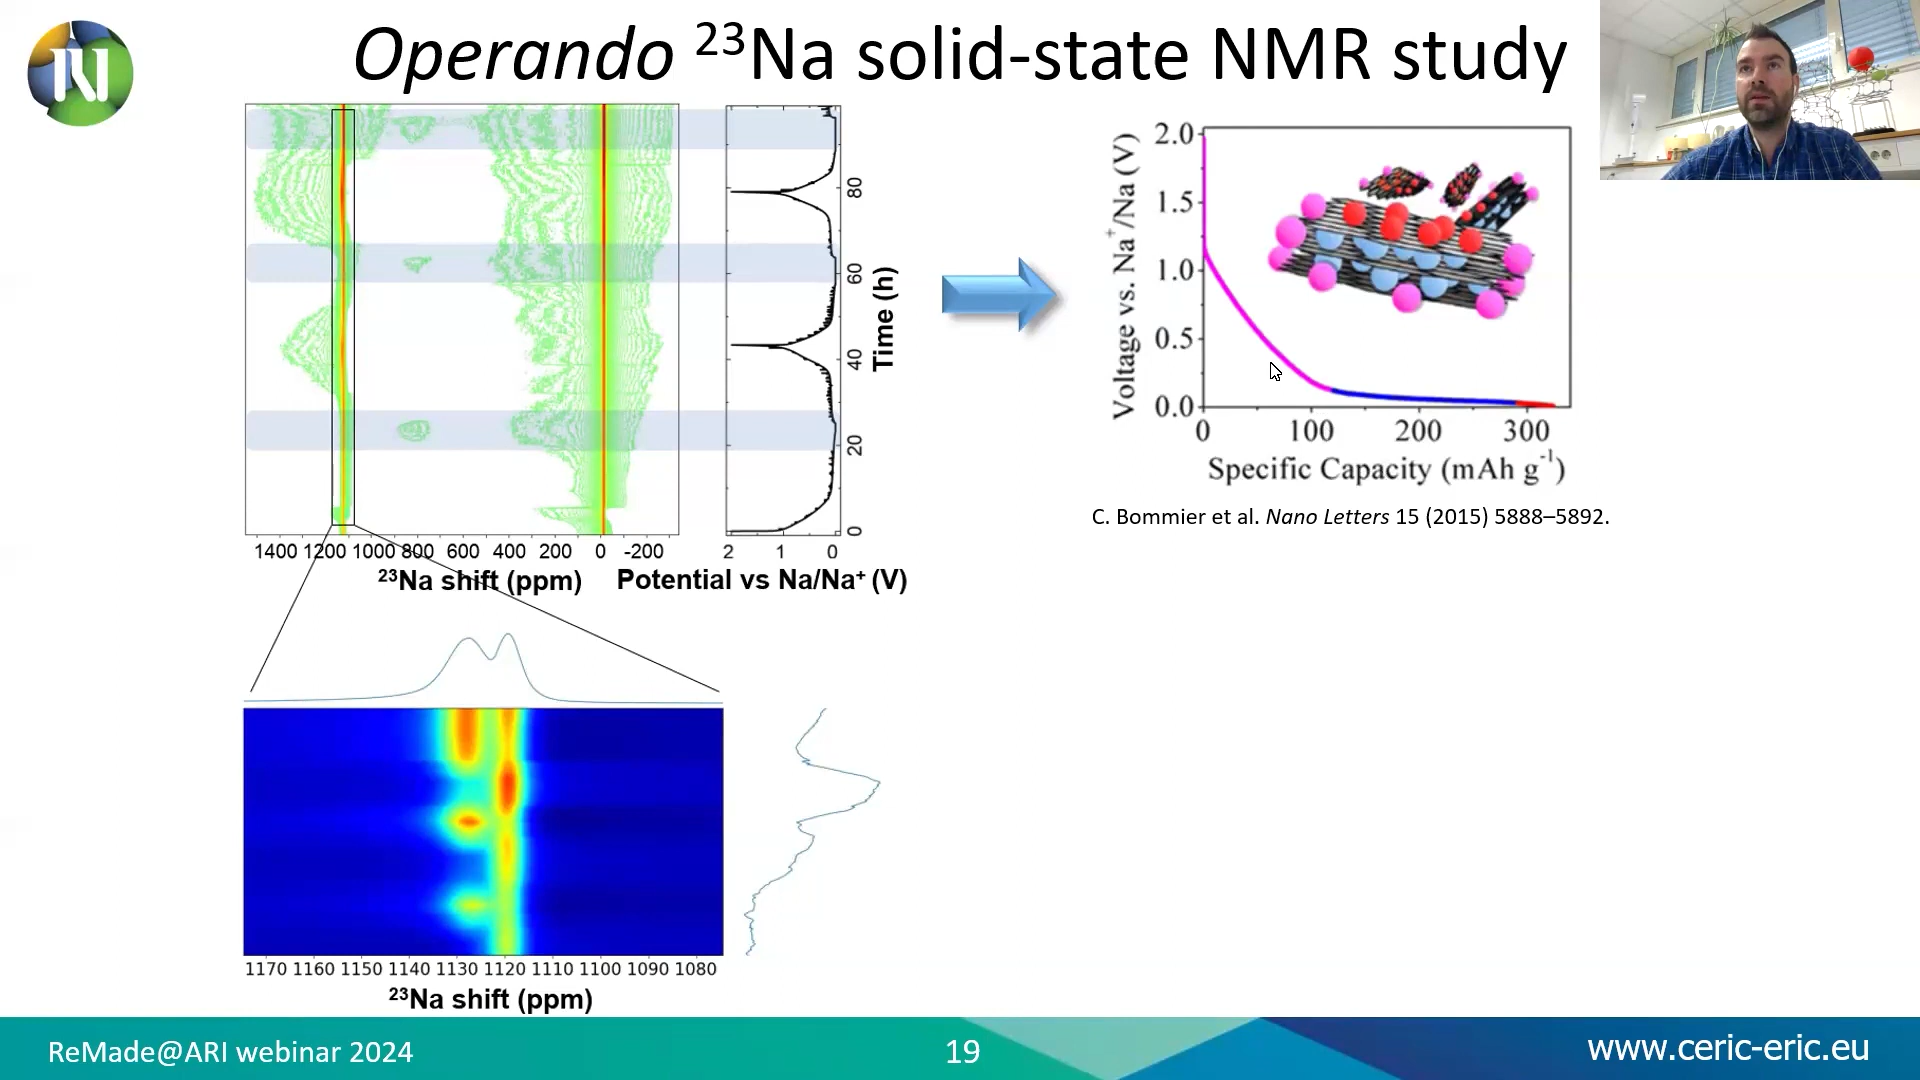 Operando ²³Na solid-state NMR study
1400 1200 1000 800 600 400 200 0 -200
²³Na shift (ppm)
2 1 0
Potential vs Na/Na⁺ (V)
0 20 40 60 80
Time (h)
2.0
1.5
1.0
0.5
0.0
Voltage vs. Na⁺/Na (V)
0 100 200 300
Specific Capacity (mAh g⁻¹)
C. Bommier et al. Nano Letters 15 (2015) 5888–5892.
1170 1160 1150 1140 1130 1120 1110 1100 1090 1080
²³Na shift (ppm)
ReMade@ARI webinar 2024
19
www.ceric-eric.eu